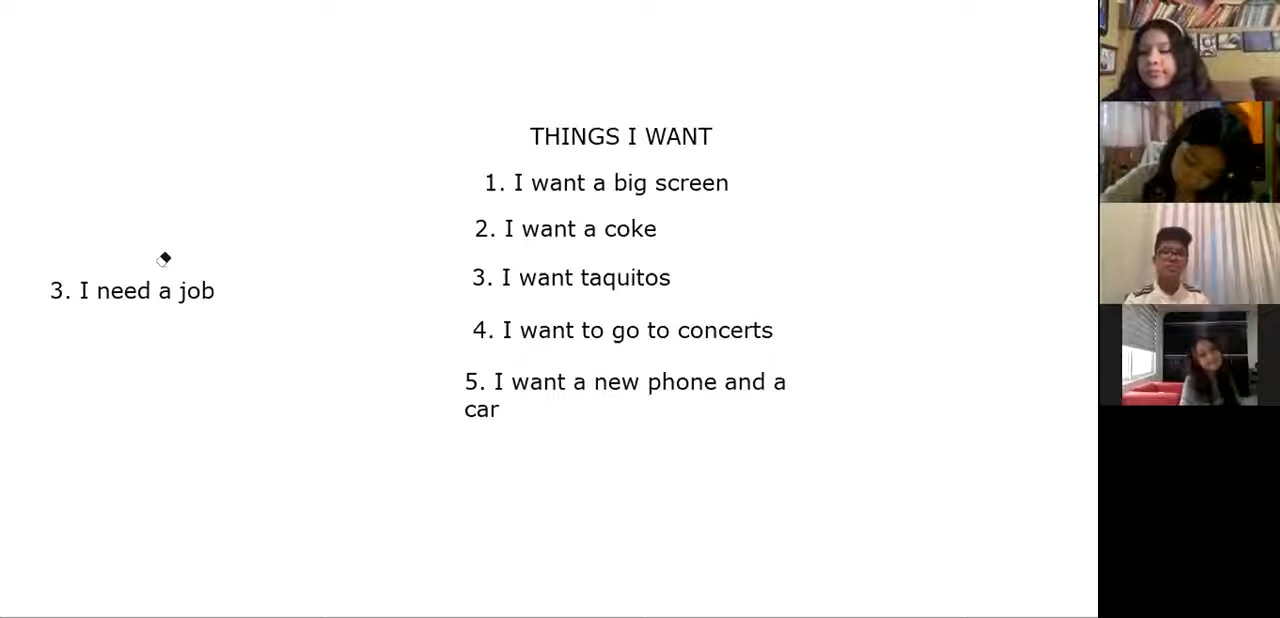 THINGS I WANT
1. I want a big screen
2. I want a coke
3. I want taquitos
3. I need a job
4. I want to go to concerts
5. I want a new phone and a
car